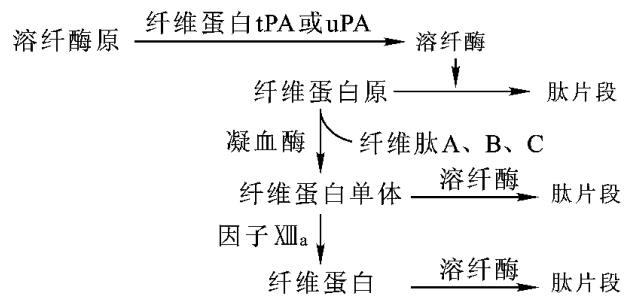 纤维蛋白tPA或uPA
溶纤酶原 溶纤酶
纤维蛋白原 肽片段
凝血酶 纤维肽A、B、C
溶纤酶
纤维蛋白单体 肽片段
因子Ⅻa
溶纤酶
纤维蛋白 肽片段